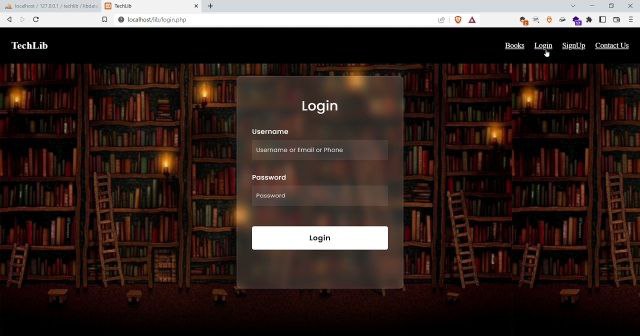 localhost / 127.0.0.1 / techlib / libdata
TechLib
localhost/lib/login.php
TechLib
Books Login SignUp Contact Us
Login
Username
Username or Email or Phone
Password
Password
Login